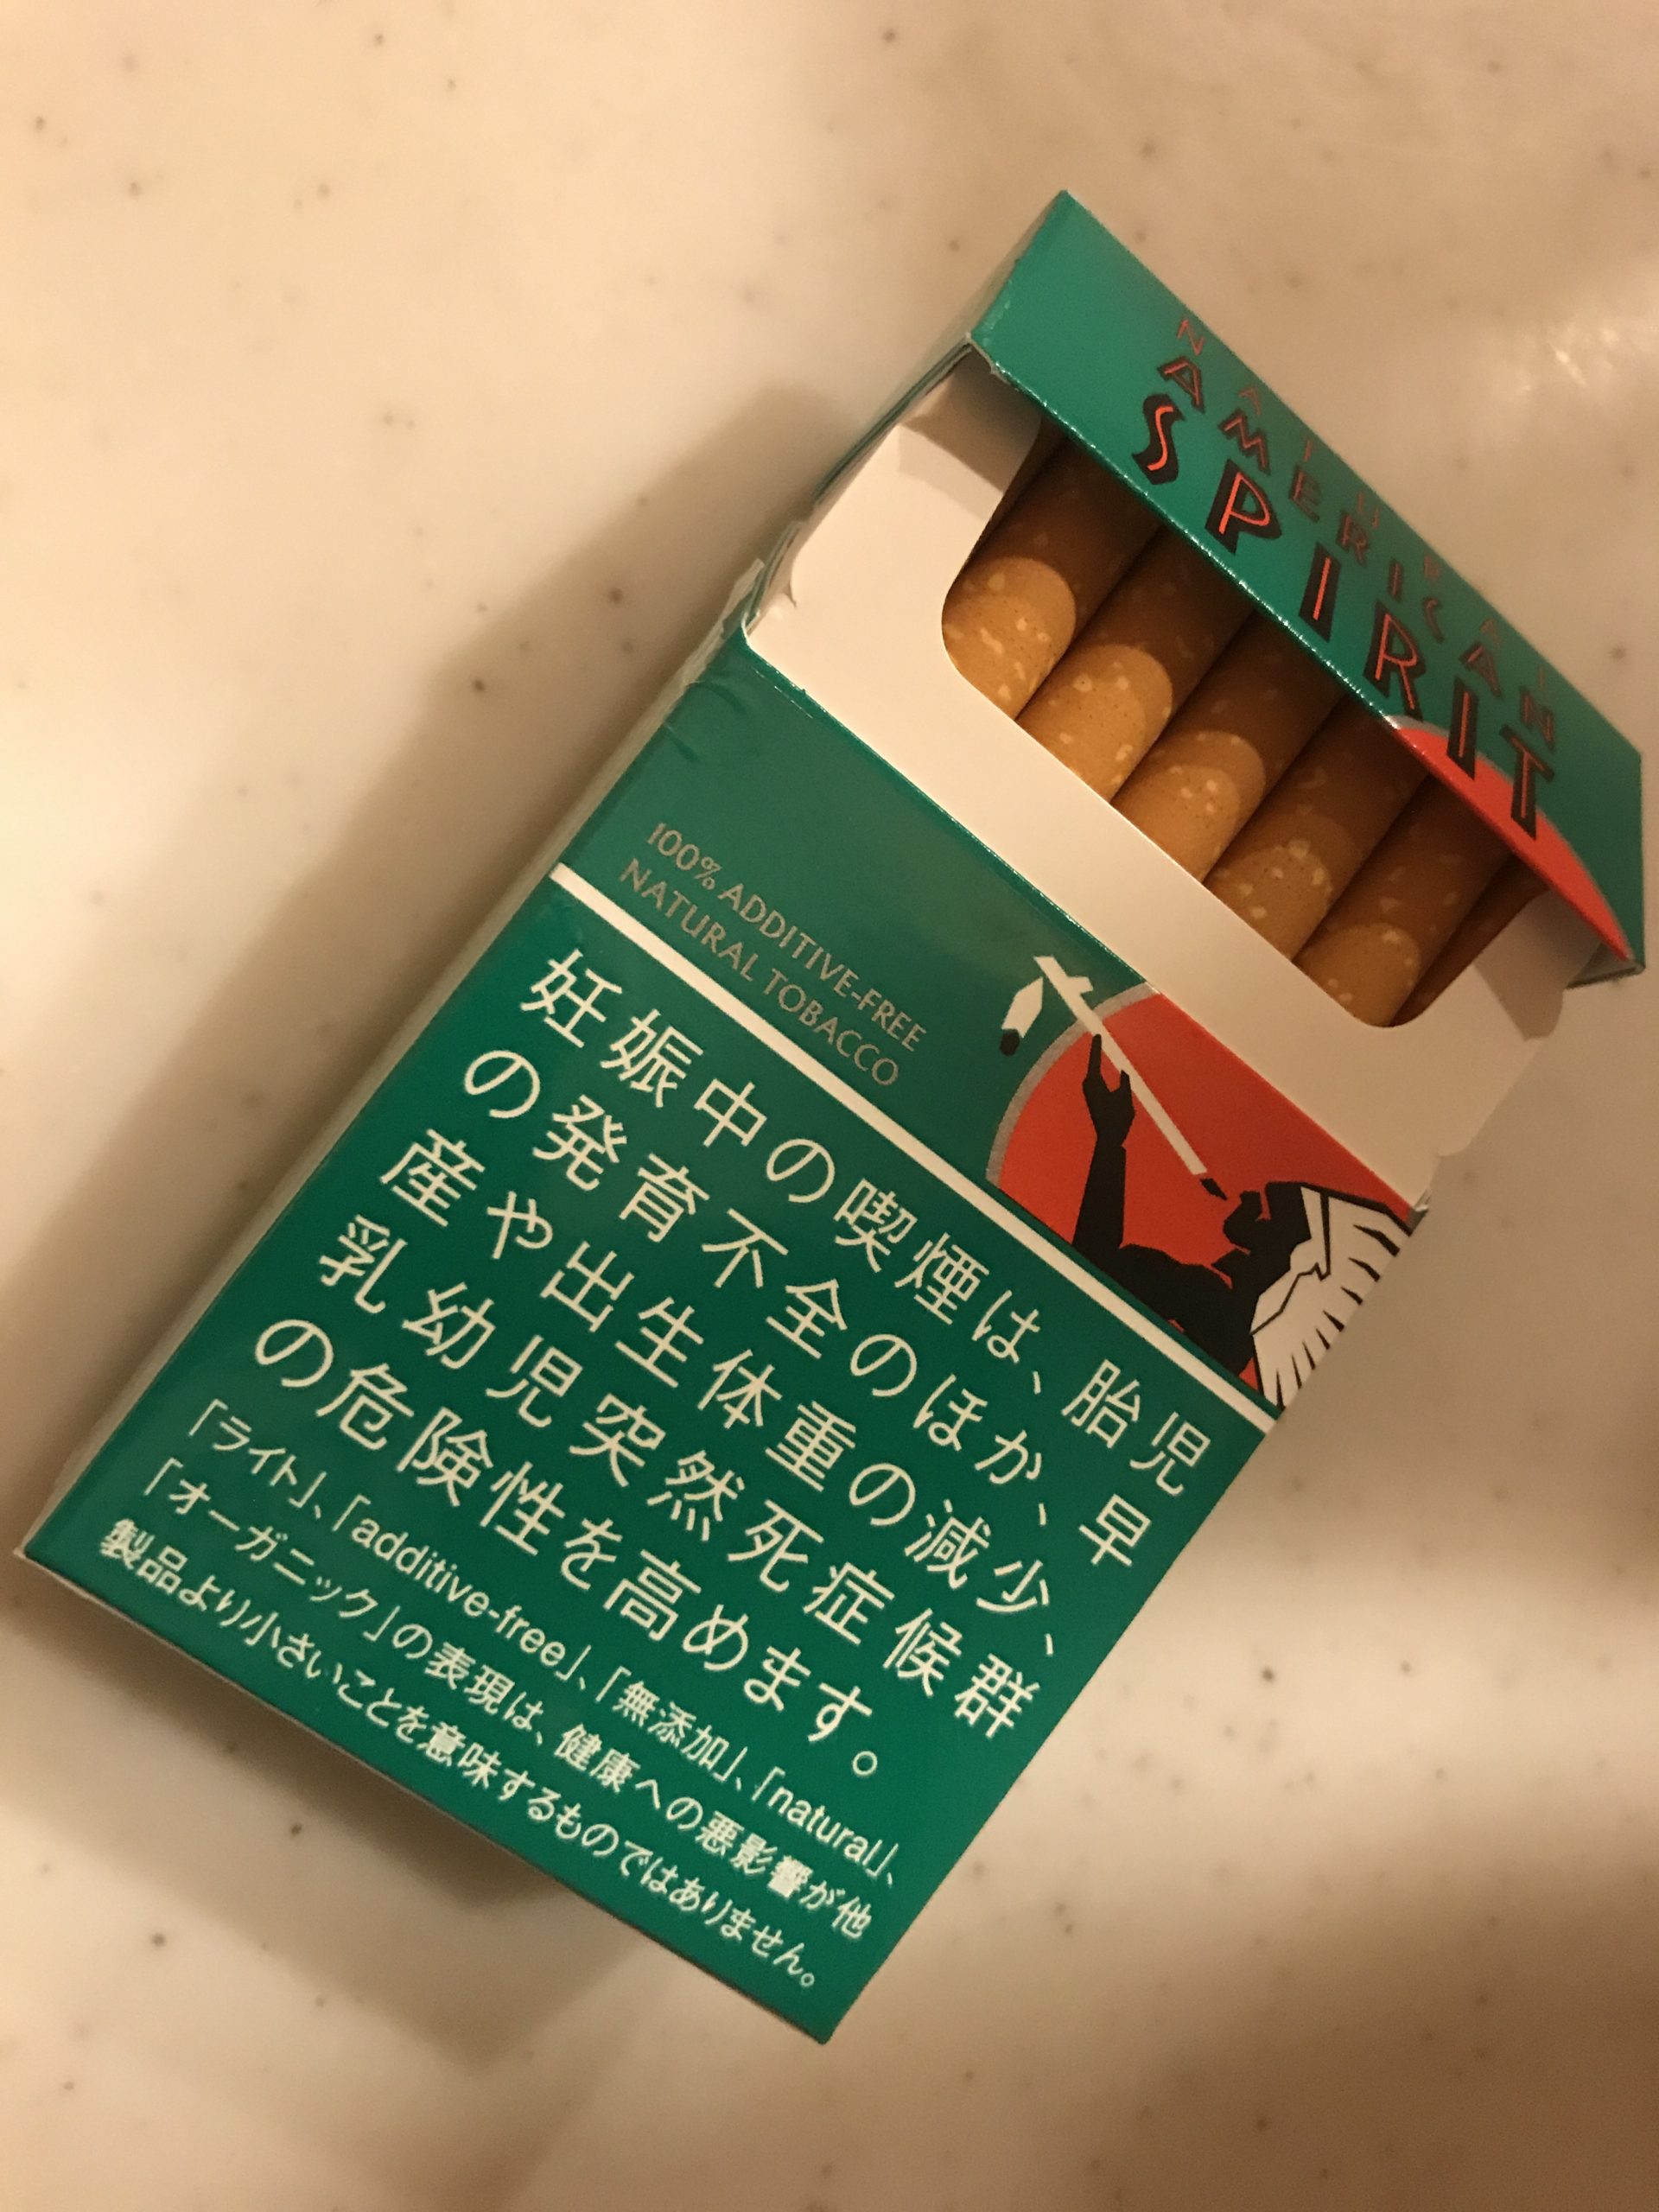 NATURAL
AMERICAN
SPIRIT
100% ADDITIVE-FREE
NATURAL TOBACCO
妊娠中の喫煙は、胎児
の発育不全のほか、早
産や出生体重の減少、
乳幼児突然死症候群
の危険性を高めます。
「ライト」、「additive-free」、「無添加」、「natural」、
「オーガニック」の表現は、健康への悪影響が他
製品より小さいことを意味するものではありません。